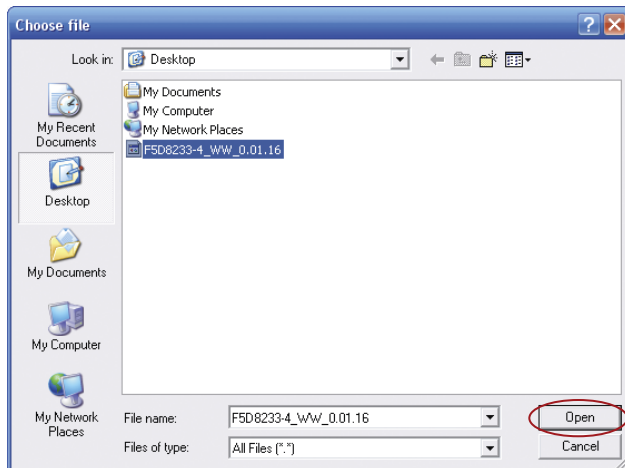 Choose file
Look in:
Desktop
My Recent
Documents
Desktop
My Documents
My Computer
My Network
Places
My Documents
My Computer
My Network Places
F5D8233-4_WW_0.01.16
File name:
F5D8233-4_WW_0.01.16
Open
Files of type:
All Files (*.*)
Cancel